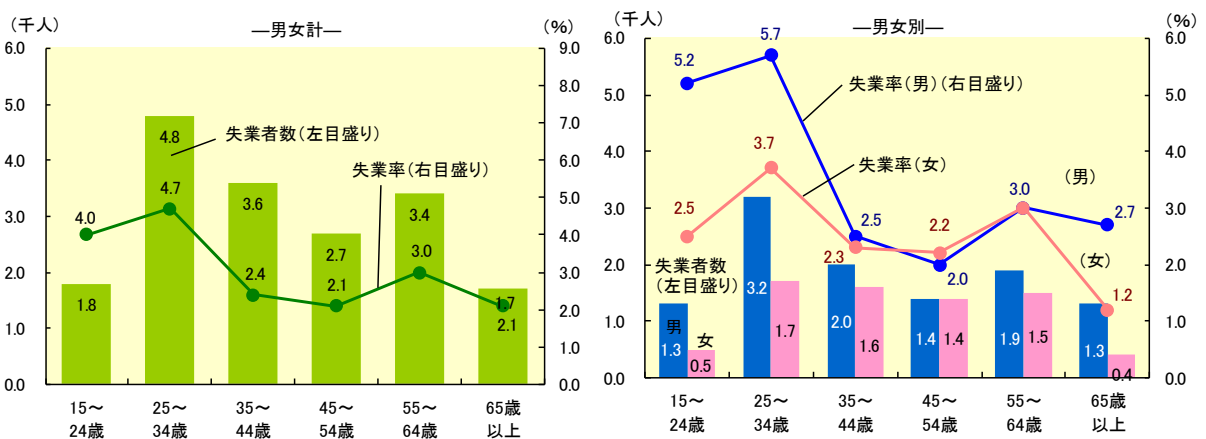 （千人）
―男女計―
（％）
6.0
5.0
4.0
3.0
2.0
1.0
0.0
9.0
8.0
7.0
6.0
5.0
4.0
3.0
2.0
1.0
0.0
失業者数（左目盛り）
失業率（右目盛り）
1.8
4.8
3.6
2.7
3.4
1.7
4.0
4.7
2.4
2.1
3.0
2.1
15～
24歳
25～
34歳
35～
44歳
45～
54歳
55～
64歳
65歳
以上
（千人）
―男女別―
（％）
6.0
5.0
4.0
3.0
2.0
1.0
0.0
6.0
5.0
4.0
3.0
2.0
1.0
0.0
失業率（男）（右目盛り）
失業率（女）
（男）
（女）
失業者数
（左目盛り）
男
女
5.2
5.7
2.5
2.0
3.0
2.7
2.5
3.7
2.3
2.2
1.2
1.3
0.5
3.2
1.7
2.0
1.6
1.4
1.4
1.9
1.5
1.3
0.4
15～
24歳
25～
34歳
35～
44歳
45～
54歳
55～
64歳
65歳
以上